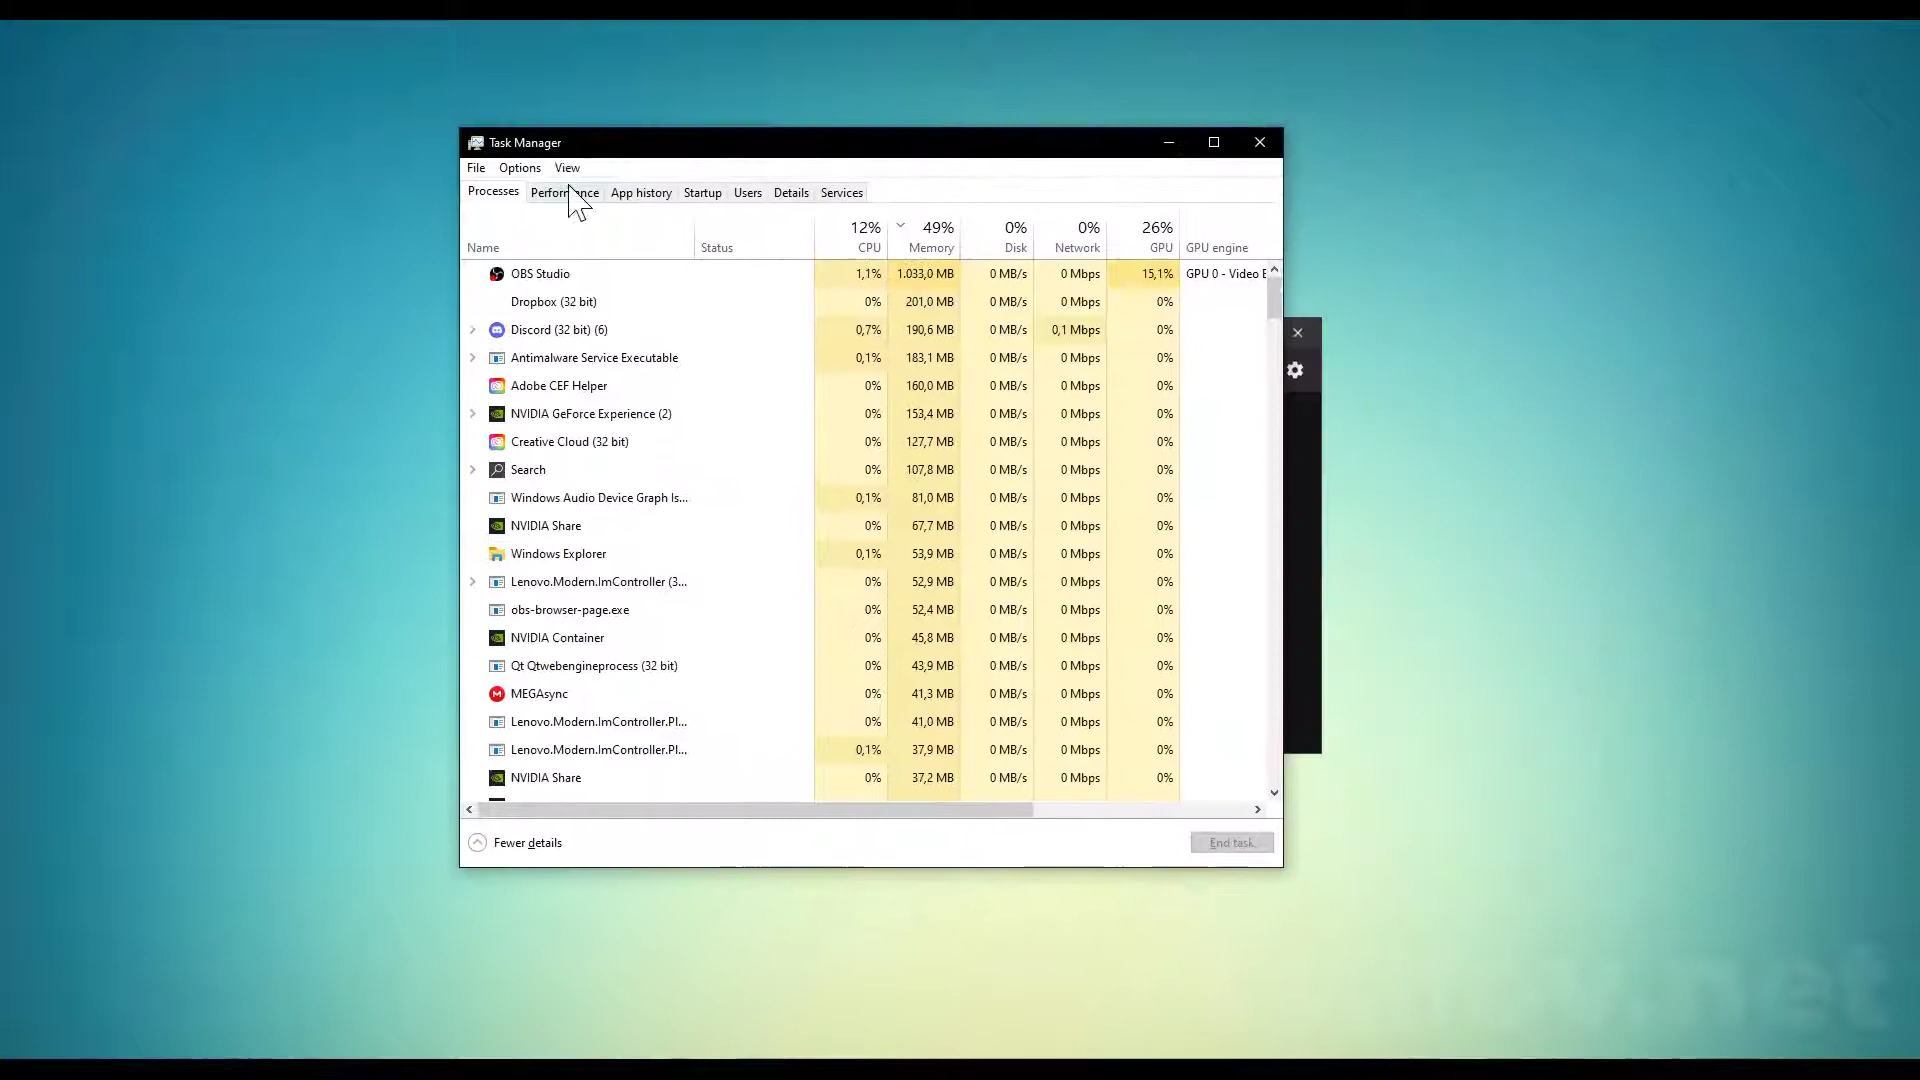 Task Manager
File Options View
Processes Performance App history Startup Users Details Services
12% 49% 0% 0% 26%
Name Status CPU Memory Disk Network GPU GPU engine
OBS Studio 1,1% 1.033,0 MB 0 MB/s 0 Mbps 15,1% GPU 0 - Video E
Dropbox (32 bit) 0% 201,0 MB 0 MB/s 0 Mbps 0%
Discord (32 bit) (6) 0,7% 190,6 MB 0 MB/s 0,1 Mbps 0%
Antimalware Service Executable 0,1% 183,1 MB 0 MB/s 0 Mbps 0%
Adobe CEF Helper 0% 160,0 MB 0 MB/s 0 Mbps 0%
NVIDIA GeForce Experience (2) 0% 153,4 MB 0 MB/s 0 Mbps 0%
Creative Cloud (32 bit) 0% 127,7 MB 0 MB/s 0 Mbps 0%
Search 0% 107,8 MB 0 MB/s 0 Mbps 0%
Windows Audio Device Graph Is... 0,1% 81,0 MB 0 MB/s 0 Mbps 0%
NVIDIA Share 0% 67,7 MB 0 MB/s 0 Mbps 0%
Windows Explorer 0,1% 53,9 MB 0 MB/s 0 Mbps 0%
Lenovo.Modern.ImController (3... 0% 52,9 MB 0 MB/s 0 Mbps 0%
obs-browser-page.exe 0% 52,4 MB 0 MB/s 0 Mbps 0%
NVIDIA Container 0% 45,8 MB 0 MB/s 0 Mbps 0%
Qt Qtwebengineprocess (32 bit) 0% 43,9 MB 0 MB/s 0 Mbps 0%
MEGAsync 0% 41,3 MB 0 MB/s 0 Mbps 0%
Lenovo.Modern.ImController.Pl... 0% 41,0 MB 0 MB/s 0 Mbps 0%
Lenovo.Modern.ImController.Pl... 0,1% 37,9 MB 0 MB/s 0 Mbps 0%
NVIDIA Share 0% 37,2 MB 0 MB/s 0 Mbps 0%
Fewer details End task